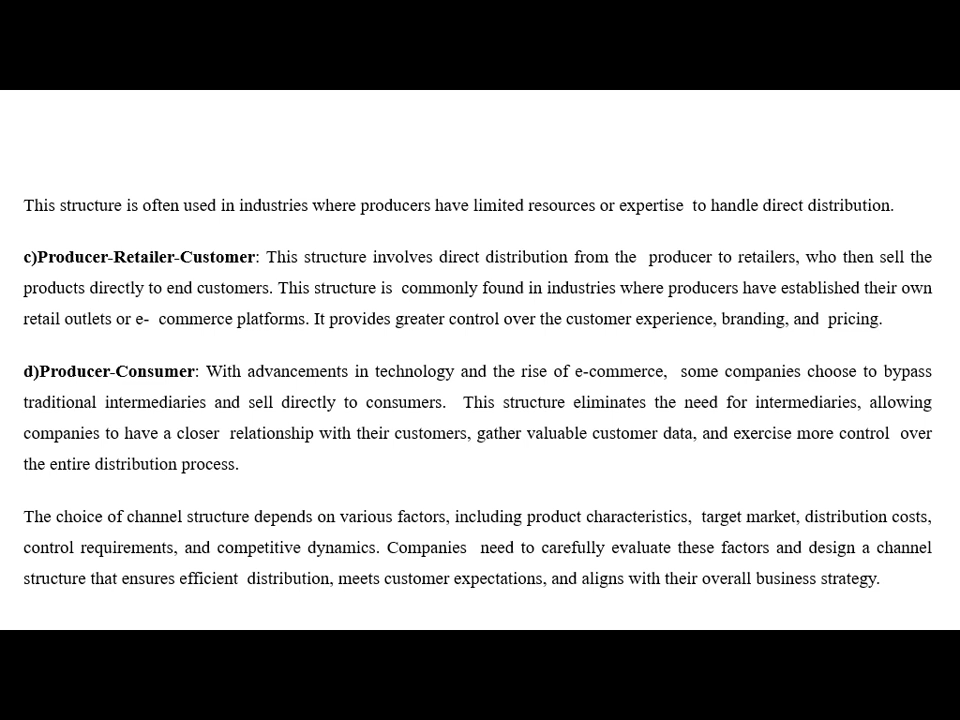 This structure is often used in industries where producers have limited resources or expertise to handle direct distribution.
c)Producer-Retailer-Customer: This structure involves direct distribution from the producer to retailers, who then sell the
products directly to end customers. This structure is commonly found in industries where producers have established their own
retail outlets or e- commerce platforms. It provides greater control over the customer experience, branding, and pricing.
d)Producer-Consumer: With advancements in technology and the rise of e-commerce, some companies choose to bypass
traditional intermediaries and sell directly to consumers. This structure eliminates the need for intermediaries, allowing
companies to have a closer relationship with their customers, gather valuable customer data, and exercise more control over
the entire distribution process.
The choice of channel structure depends on various factors, including product characteristics, target market, distribution costs,
control requirements, and competitive dynamics. Companies need to carefully evaluate these factors and design a channel
structure that ensures efficient distribution, meets customer expectations, and aligns with their overall business strategy.